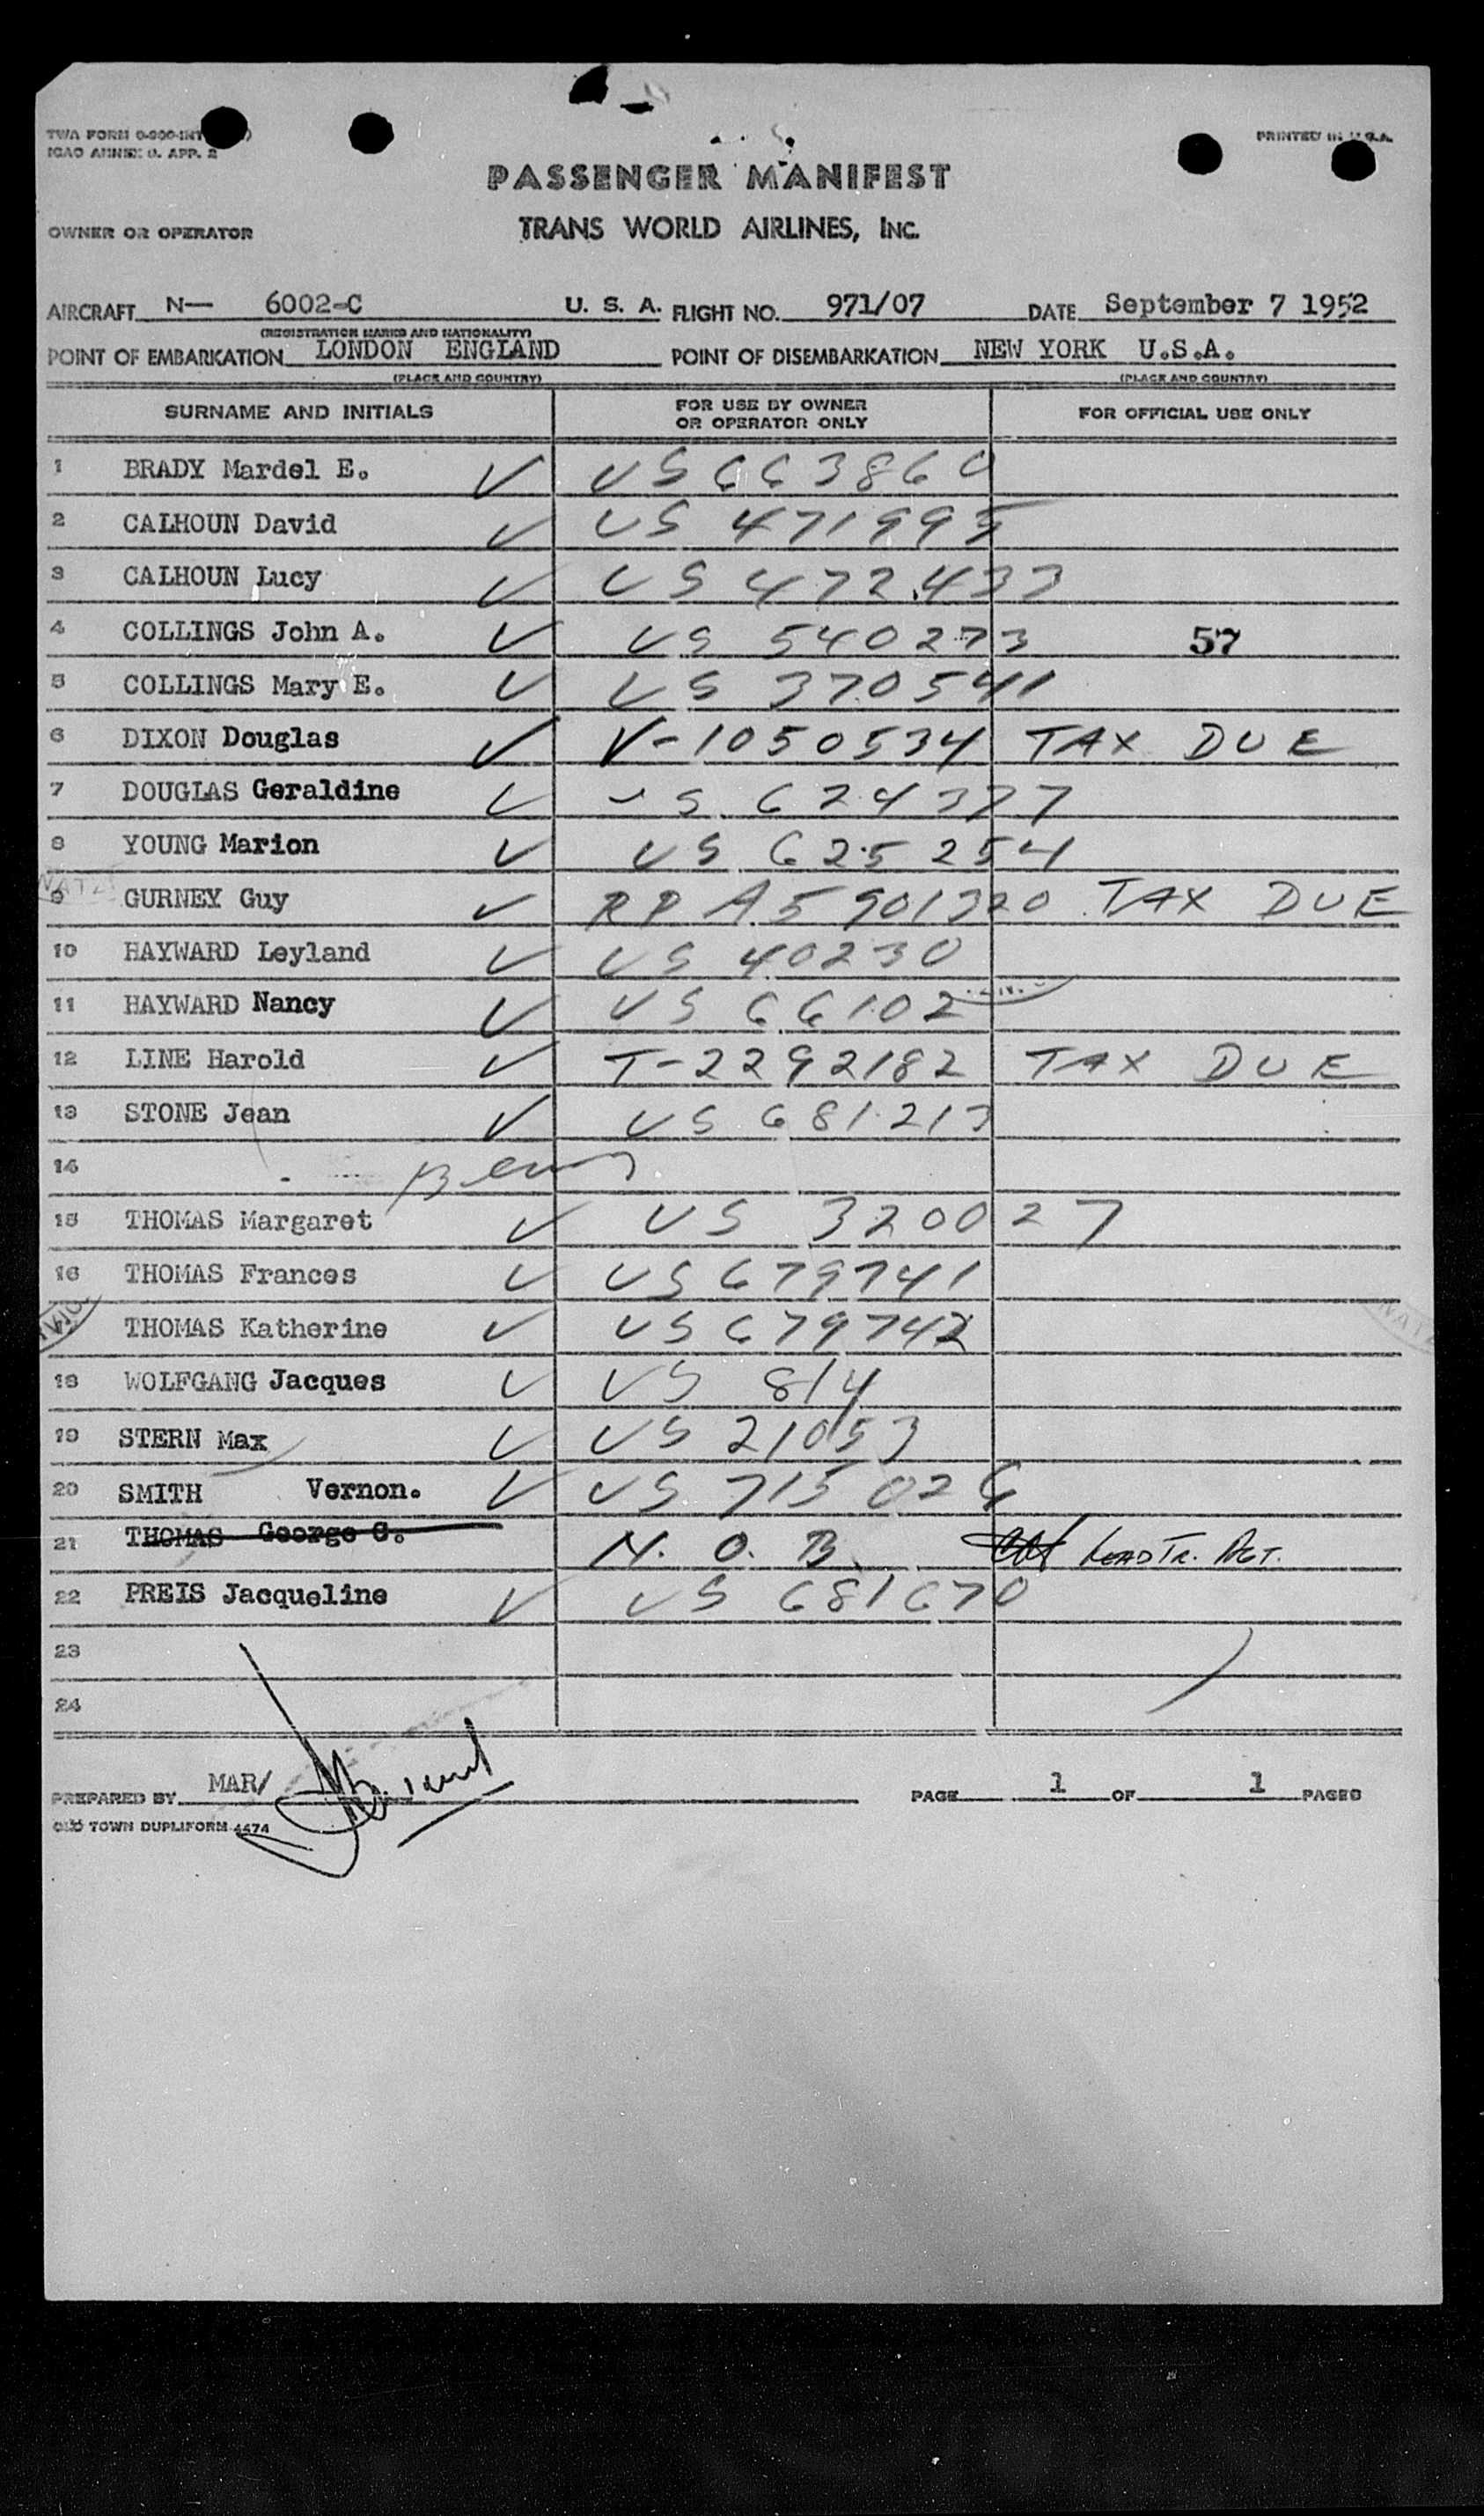 TWA FORM 0-900-INT
ICAO ANNEX 9. APP. 2
PRINTED IN U.S.A.
PASSENGER MANIFEST
OWNER OR OPERATOR TRANS WORLD AIRLINES, INC.
AIRCRAFT N— 6002-C U. S. A. FLIGHT NO. 971/07 DATE September 7 1952
(REGISTRATION MARKS AND NATIONALITY)
POINT OF EMBARKATION LONDON ENGLAND POINT OF DISEMBARKATION NEW YORK U.S.A.
(PLACE AND COUNTRY) (PLACE AND COUNTRY)
SURNAME AND INITIALS FOR USE BY OWNER OR OPERATOR ONLY FOR OFFICIAL USE ONLY
1 BRADY Mardel E. ✓ US 663860
2 CALHOUN David ✓ US 471995
3 CALHOUN Lucy ✓ US 472433
4 COLLINGS John A. ✓ US 540273 57
5 COLLINGS Mary E. ✓ US 370541
6 DIXON Douglas ✓ V-1050534 TAX DUE
7 DOUGLAS Geraldine ✓ US 624377
8 YOUNG Marion ✓ US 625254
9 GURNEY Guy ✓ RP A5901320 TAX DUE
10 HAYWARD Leyland ✓ US 40230
11 HAYWARD Nancy ✓ US 66102
12 LINE Harold ✓ T-2292182 TAX DUE
13 STONE Jean ✓ US 681213
14
15 THOMAS Margaret ✓ US 320027
16 THOMAS Frances ✓ US 679741
THOMAS Katherine ✓ US 679742
18 WOLFGANG Jacques ✓ US 814
19 STERN Max ✓ US 21053
20 SMITH Vernon. ✓ US 715026
21 THOMAS George C. N. O. B. TR. ACT.
22 PREIS Jacqueline ✓ US 681670
23
24
PREPARED BY MAR/ PAGE 1 OF 1 PAGES
OLD TOWN DUPLIFORM 4474